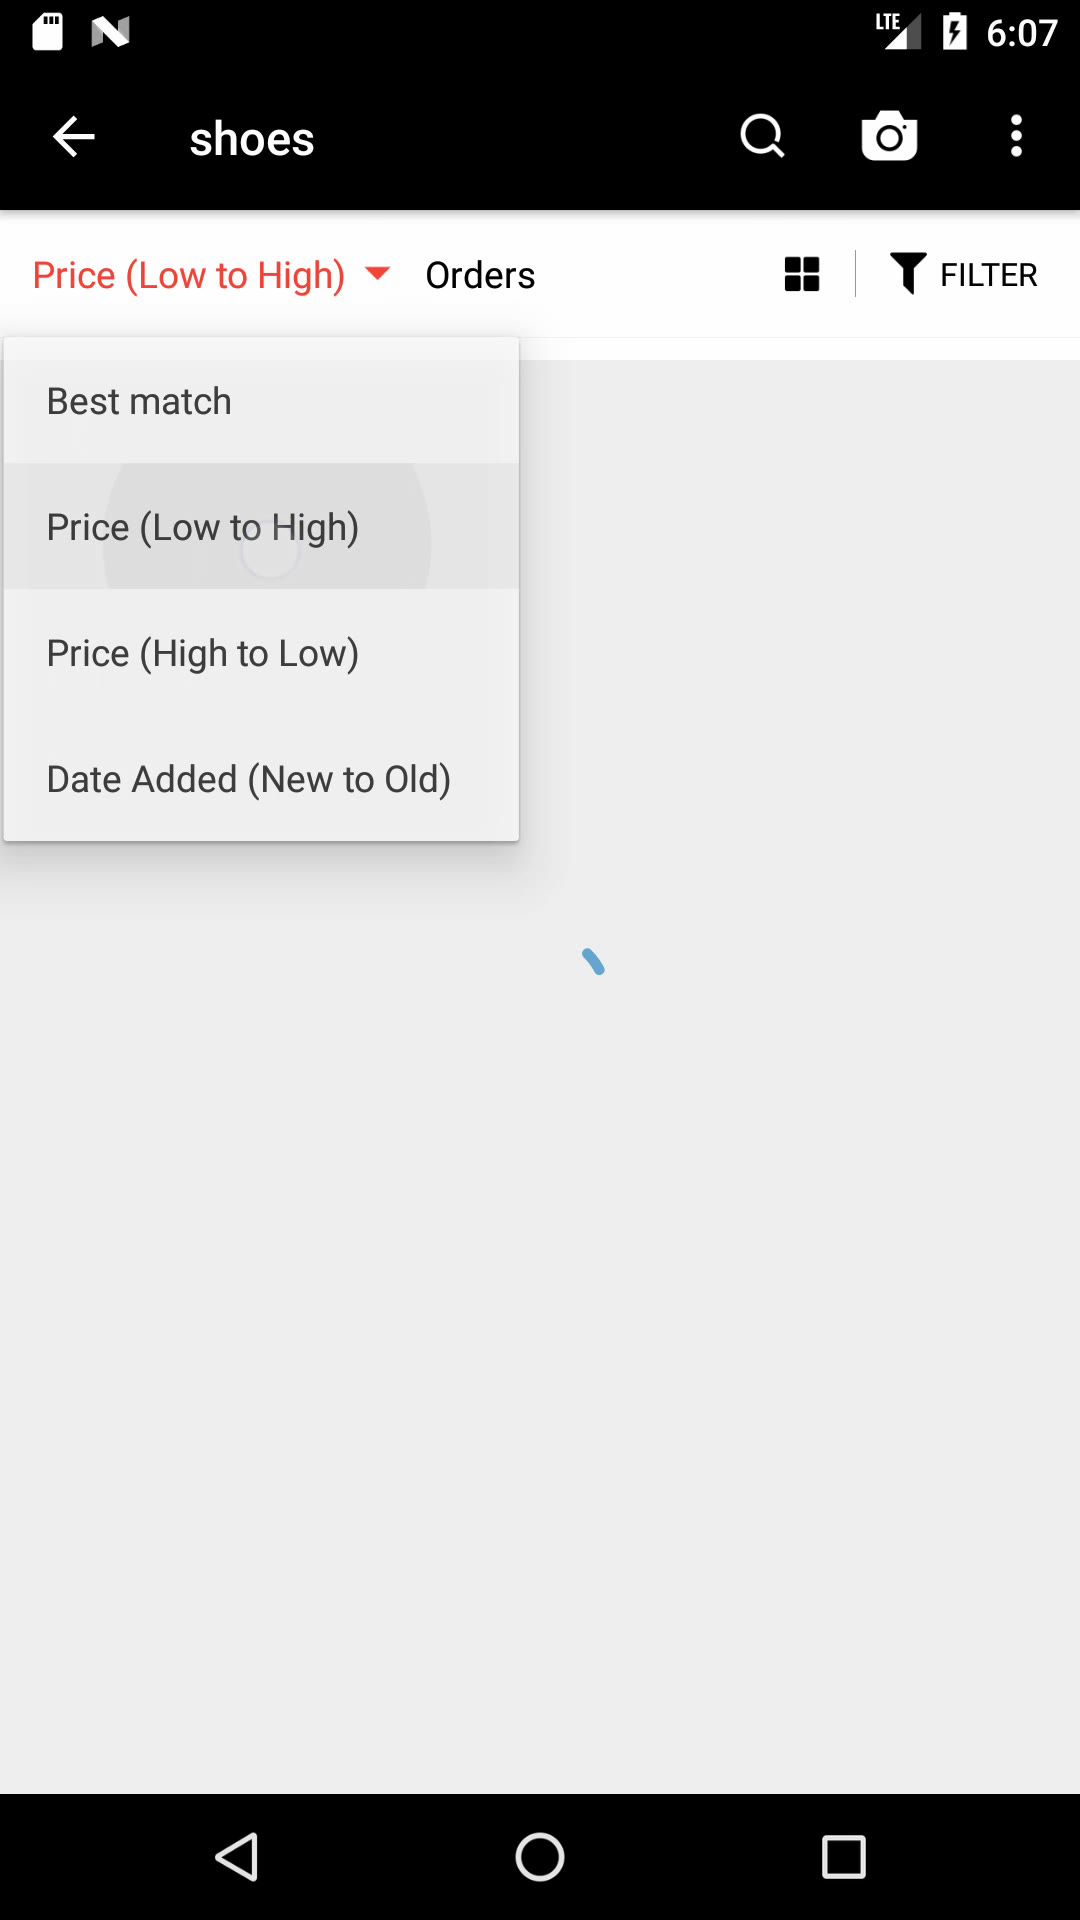 LTE 6:07
shoes
Price (Low to High) Orders FILTER
Best match
Price (Low to High)
Price (High to Low)
Date Added (New to Old)